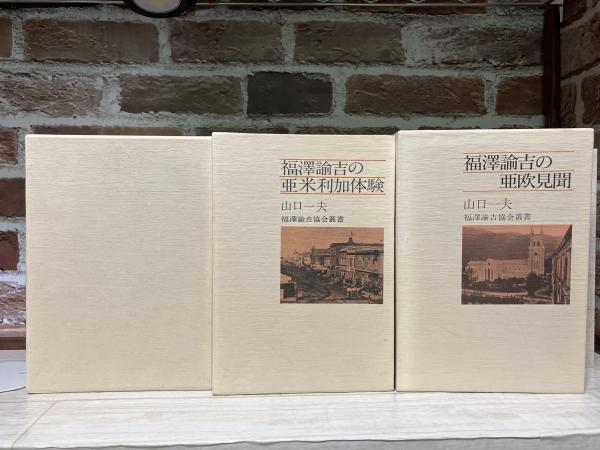 福澤諭吉の
亜米利加体験
山口一夫
福澤諭吉協会叢書
福澤諭吉の
亜欧見聞
山口一夫
福澤諭吉協会叢書